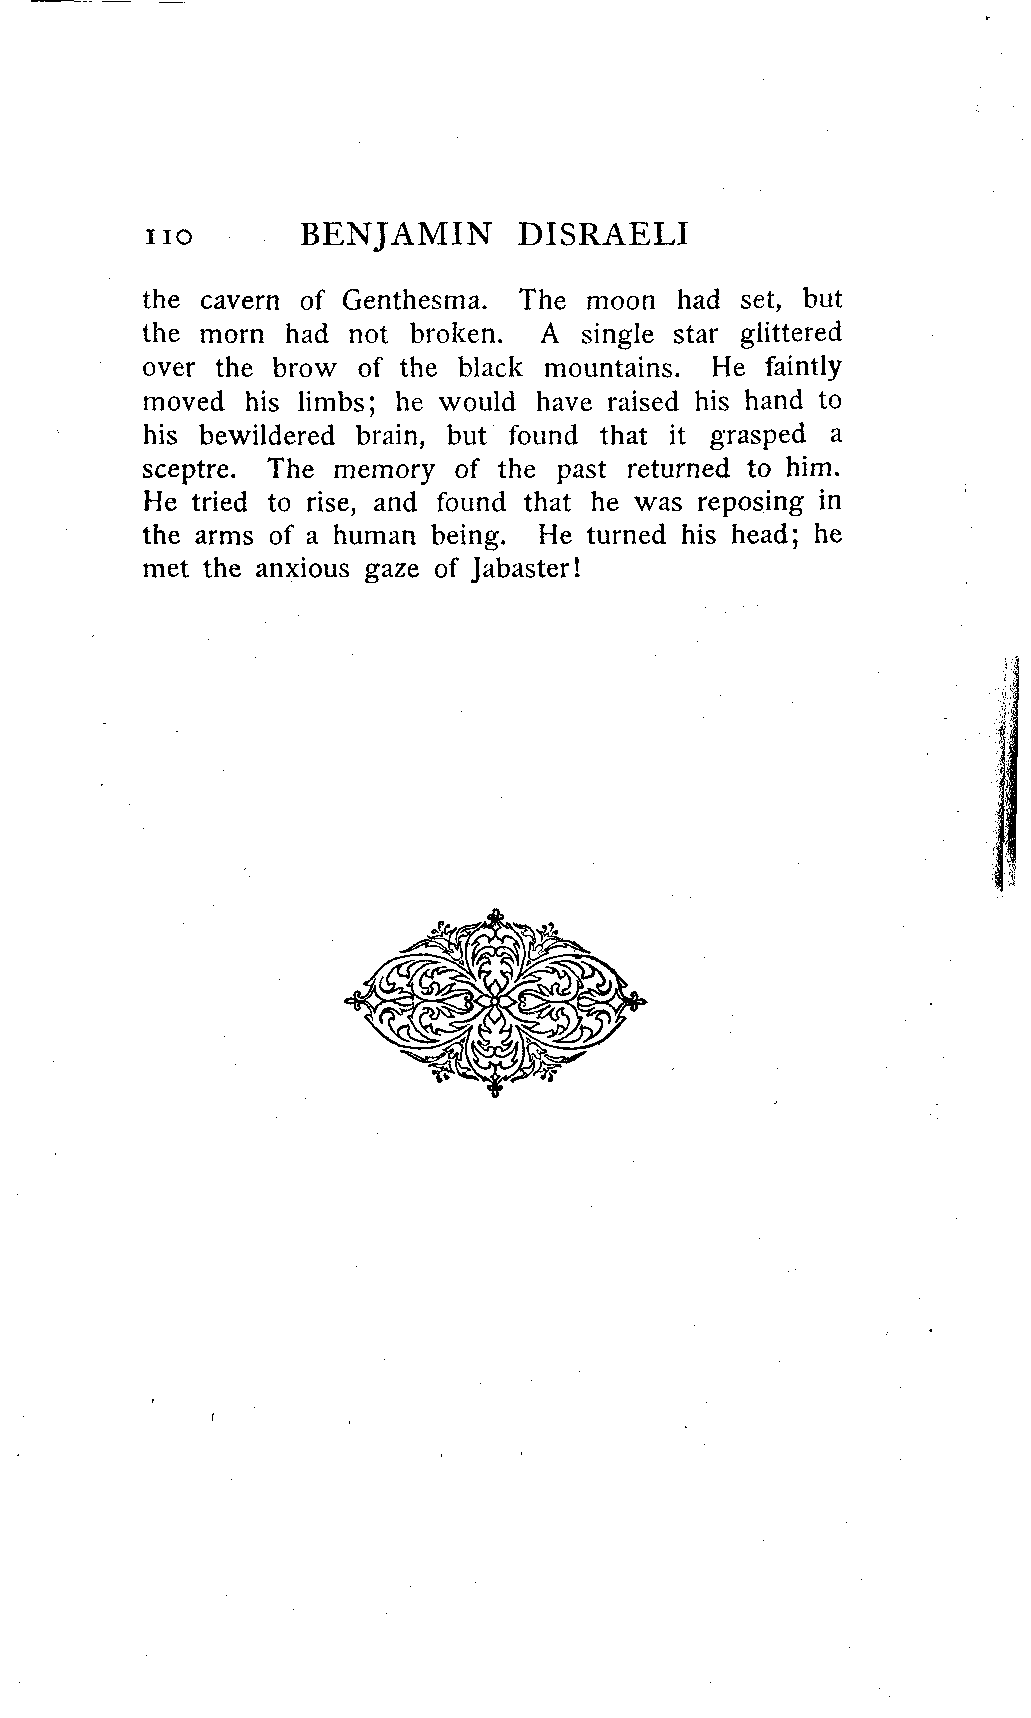 110 BENJAMIN DISRAELI
the cavern of Genthesma. The moon had set, but
the morn had not broken. A single star glittered
over the brow of the black mountains. He faintly
moved his limbs; he would have raised his hand to
his bewildered brain, but found that it grasped a
sceptre. The memory of the past returned to him.
He tried to rise, and found that he was reposing in
the arms of a human being. He turned his head; he
met the anxious gaze of Jabaster!